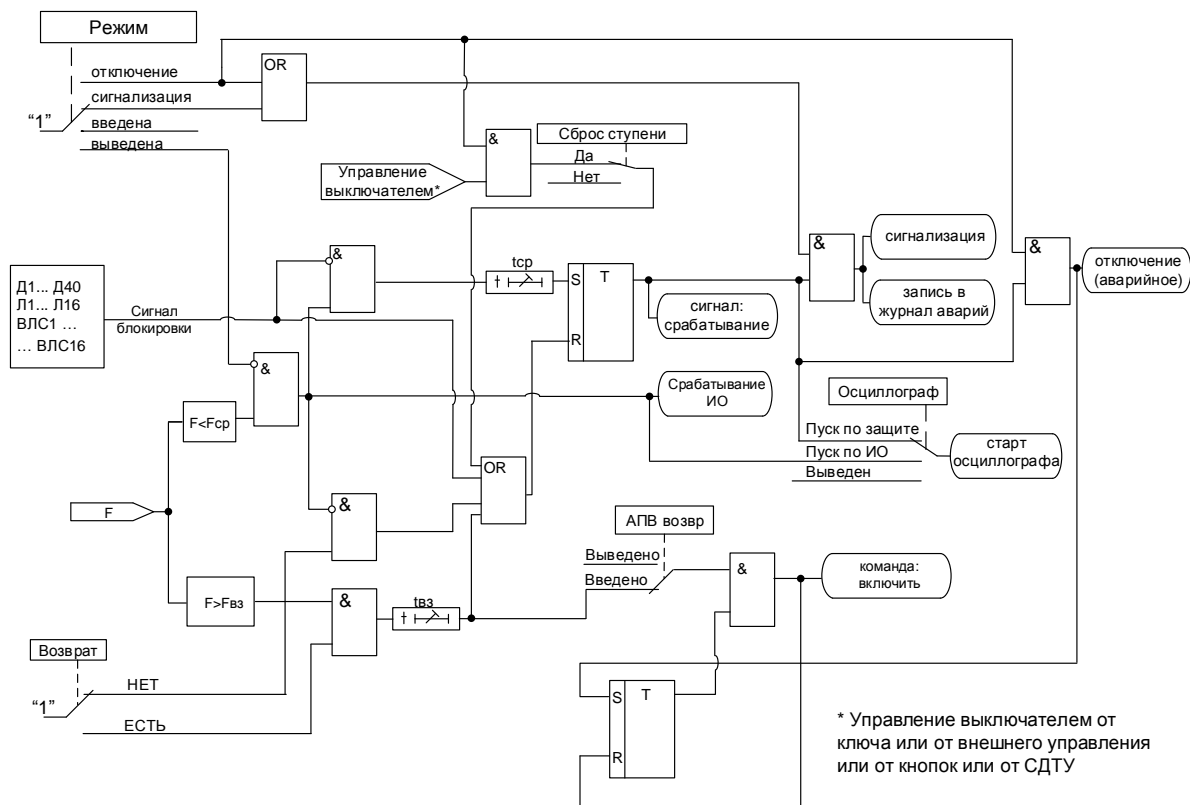 Режим
отключение
OR
сигнализация
“1”
введена
выведена
&
Сброс ступени
Да
Нет
Управление
выключателем*
&
сигнализация
&
отключение
(аварийное)
запись в
журнал аварий
&
tср
S
T
R
сигнал:
срабатывание
Д1... Д40
Л1... Л16
ВЛС1 ...
... ВЛС16
Сигнал
блокировки
&
F<Fср
Срабатывание
ИО
Осциллограф
Пуск по защите
Пуск по ИО
Выведен
старт
осциллографа
OR
F
&
АПВ возвр
Выведено
Введено
&
команда:
включить
F>Fвз
&
tвз
Возврат
НЕТ
“1”
ЕСТЬ
S
T
R
* Управление выключателем от
ключа или от внешнего управления
или от кнопок или от СДТУ